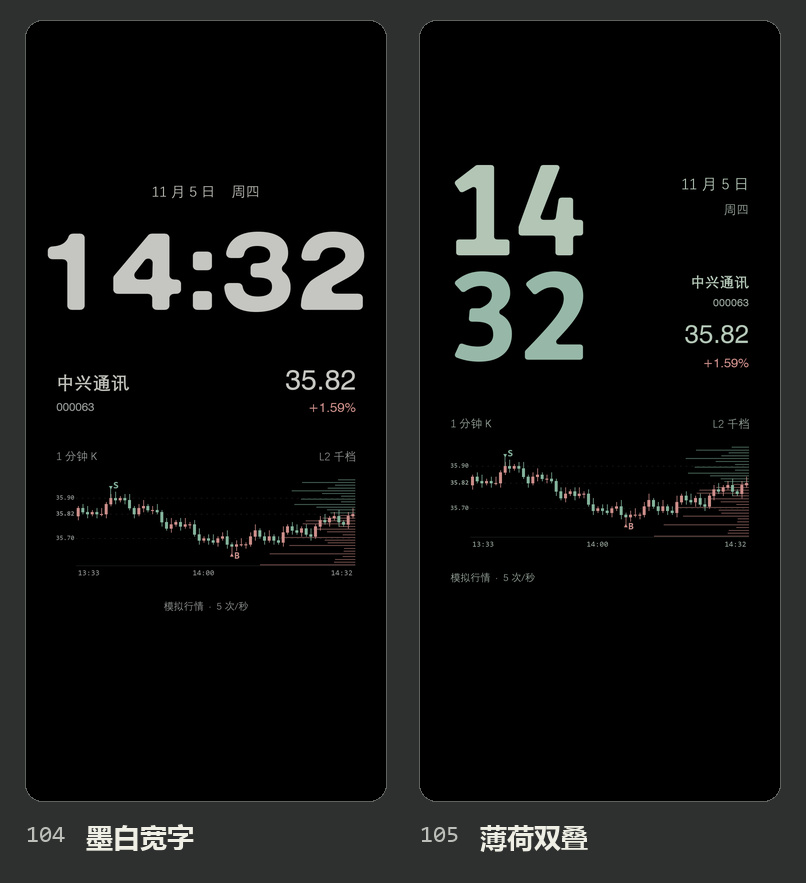 11 月 5 日 周四
14:32
中兴通讯
35.82
000063
+1.59%
1 分钟 K
L2 千档
S
35.90
35.82
35.70
B
13:33
14:00
14:32
模拟行情 · 5 次/秒
104 墨白宽字
14
32
11 月 5 日
周四
中兴通讯
000063
35.82
+1.59%
1 分钟 K
L2 千档
S
35.90
35.82
35.70
B
13:33
14:00
14:32
模拟行情 · 5 次/秒
105 薄荷双叠